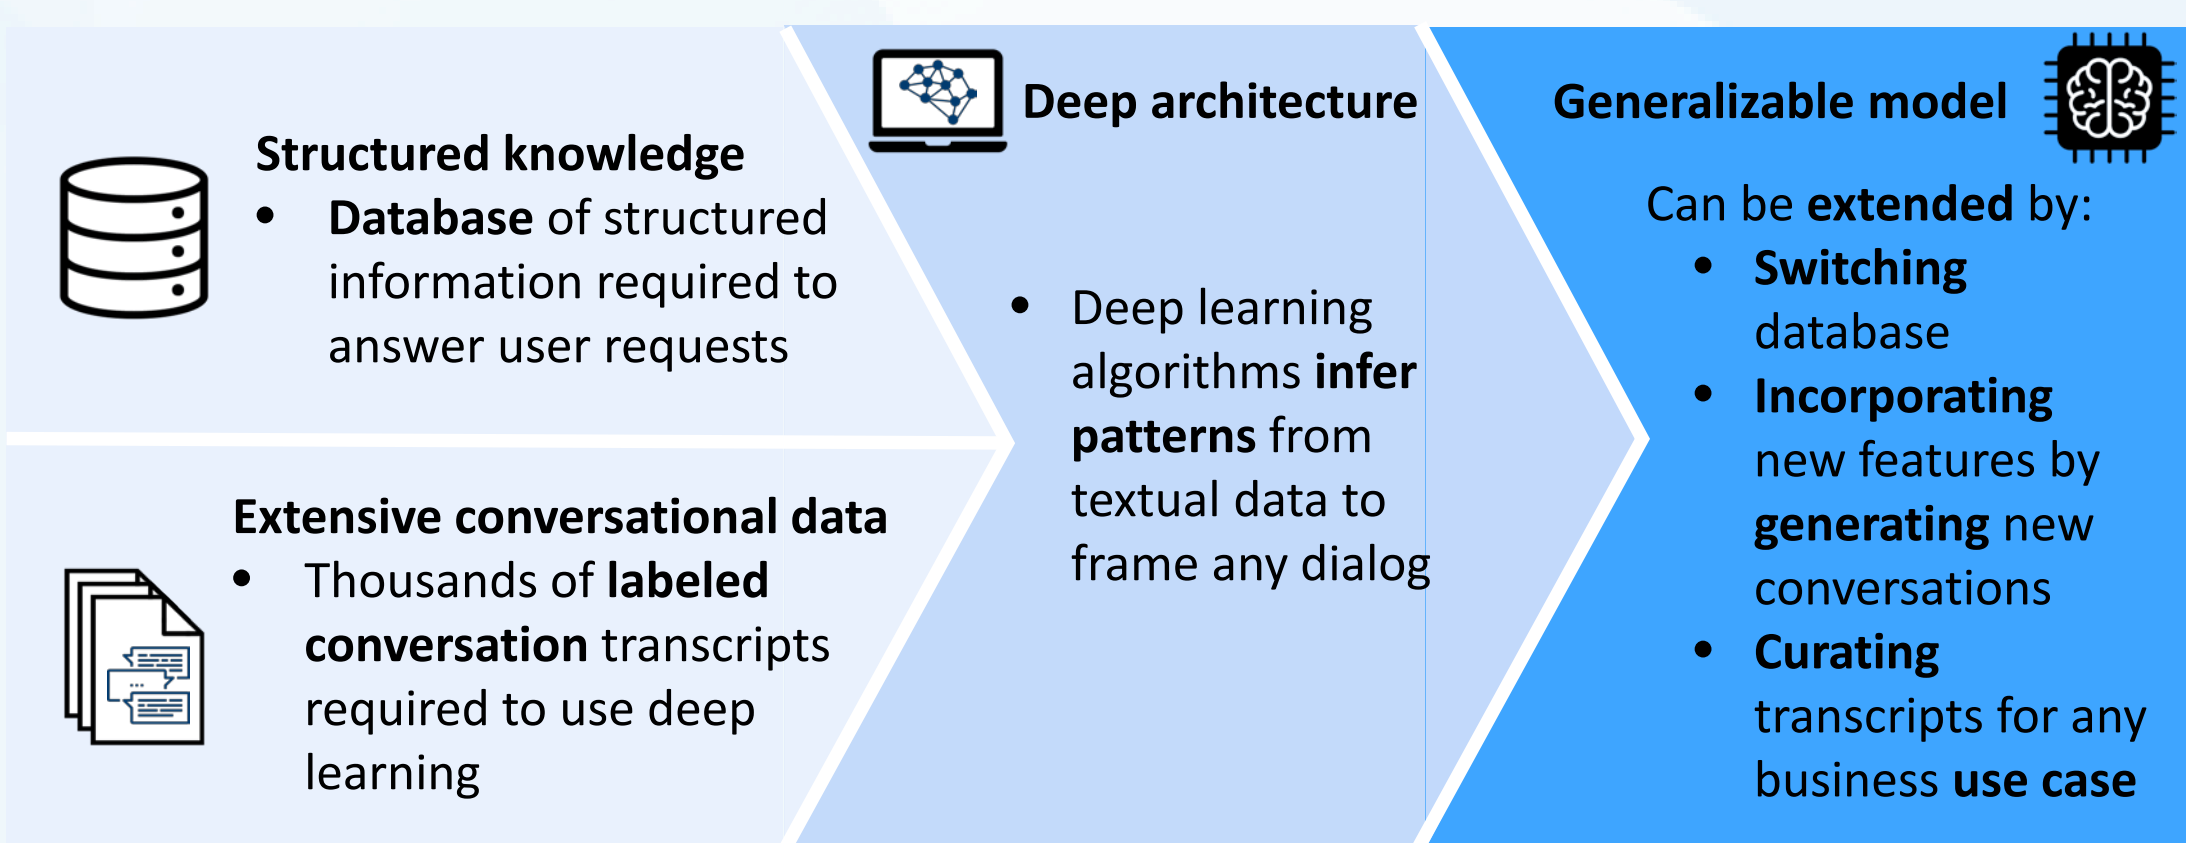 Structured knowledge
• Database of structured
information required to
answer user requests
Extensive conversational data
• Thousands of labeled
conversation transcripts
required to use deep
learning
Deep architecture
• Deep learning
algorithms infer
patterns from
textual data to
frame any dialog
Generalizable model
Can be extended by:
• Switching
database
• Incorporating
new features by
generating new
conversations
• Curating
transcripts for any
business use case